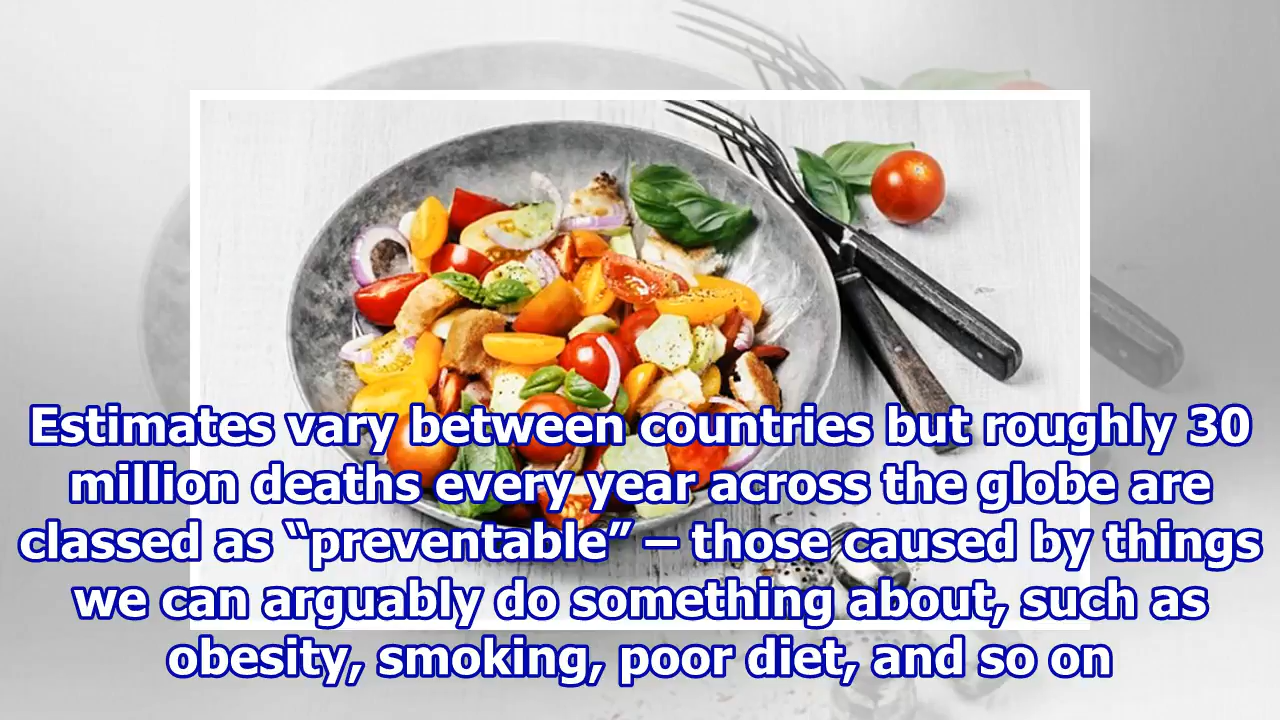 Estimates vary between countries but roughly 30
million deaths every year across the globe are
classed as “preventable” – those caused by things
we can arguably do something about, such as
obesity, smoking, poor diet, and so on